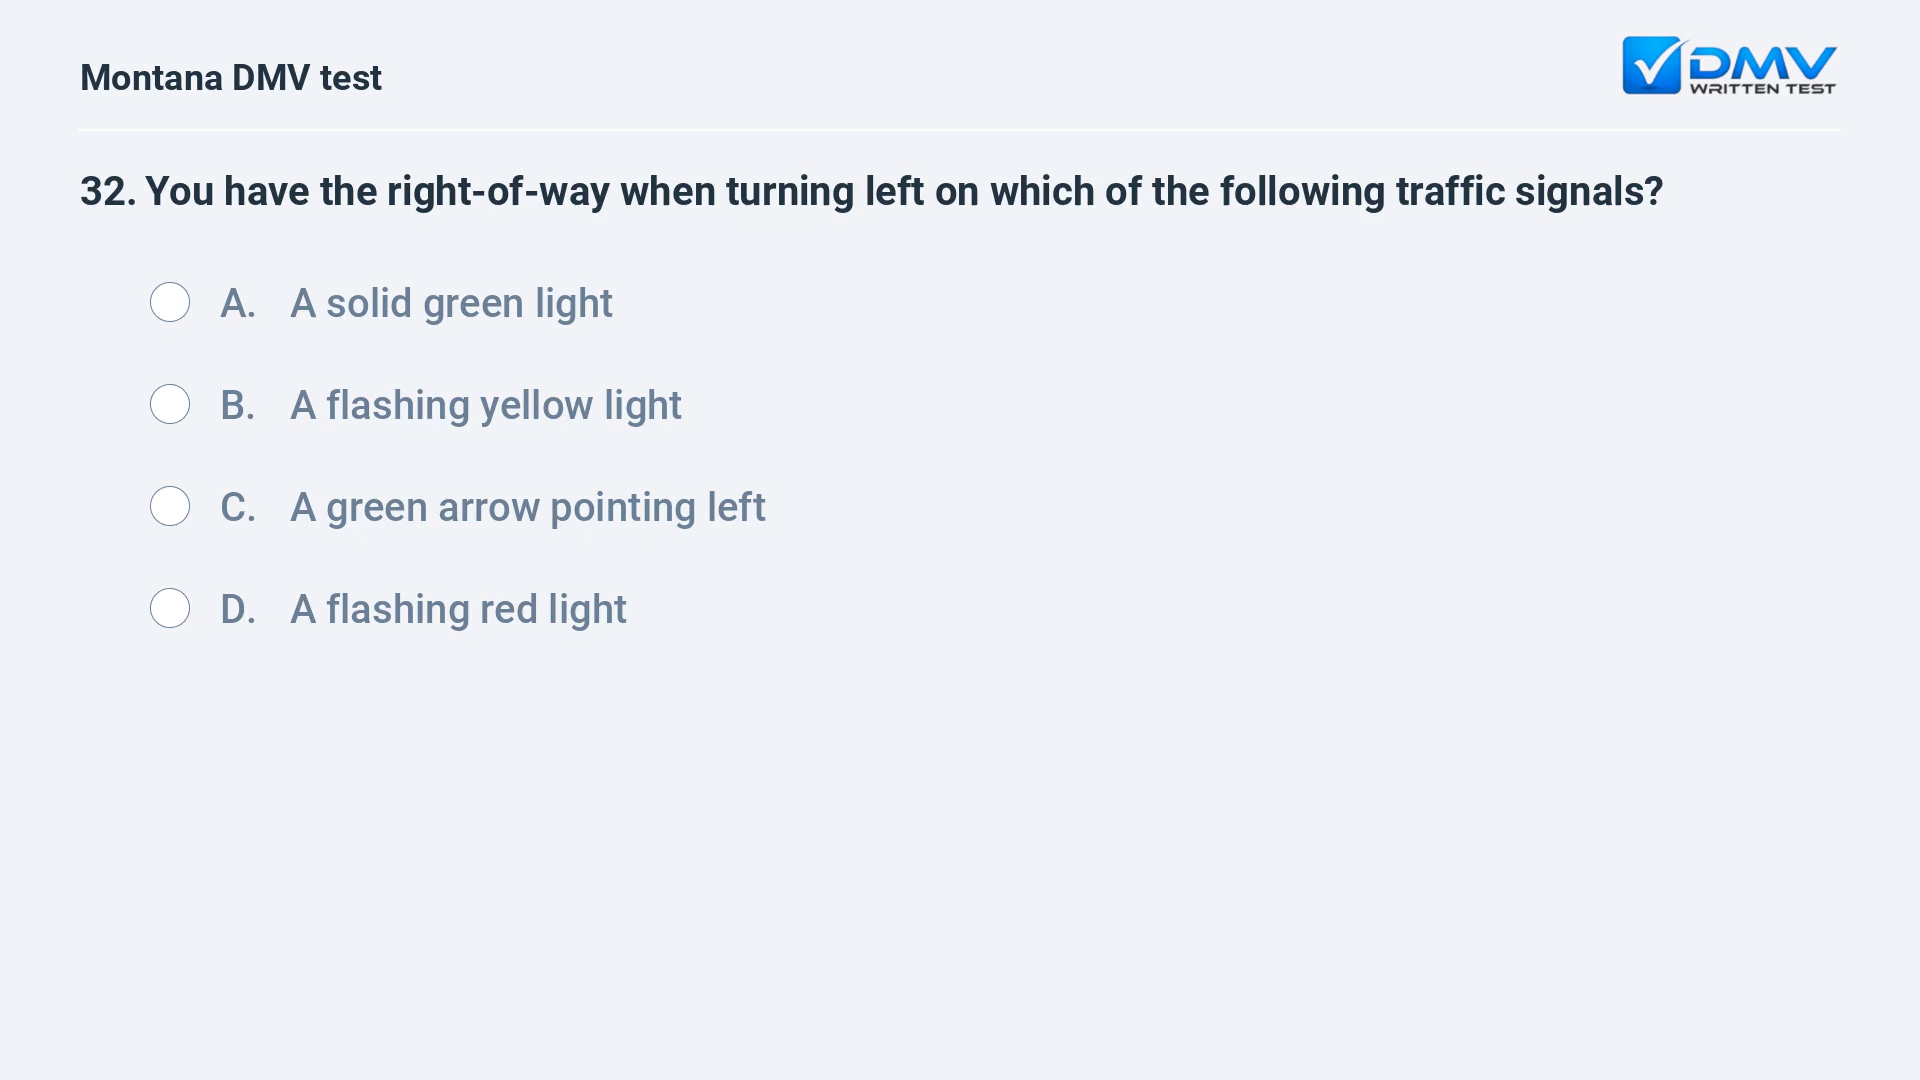 Montana DMV test
DMV
WRITTEN TEST
32. You have the right-of-way when turning left on which of the following traffic signals?
A. A solid green light
B. A flashing yellow light
C. A green arrow pointing left
D. A flashing red light